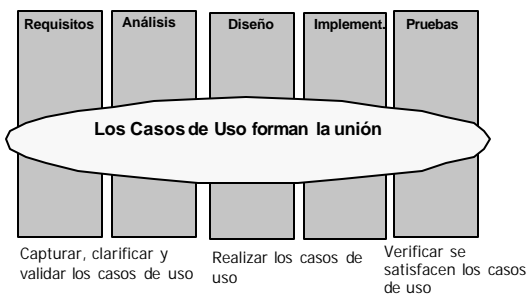 Requisitos
Análisis
Diseño
Implement.
Pruebas
Los Casos de Uso forman la unión
Capturar, clarificar y
validar los casos de uso
Realizar los casos de
uso
Verificar se
satisfacen los casos
de uso